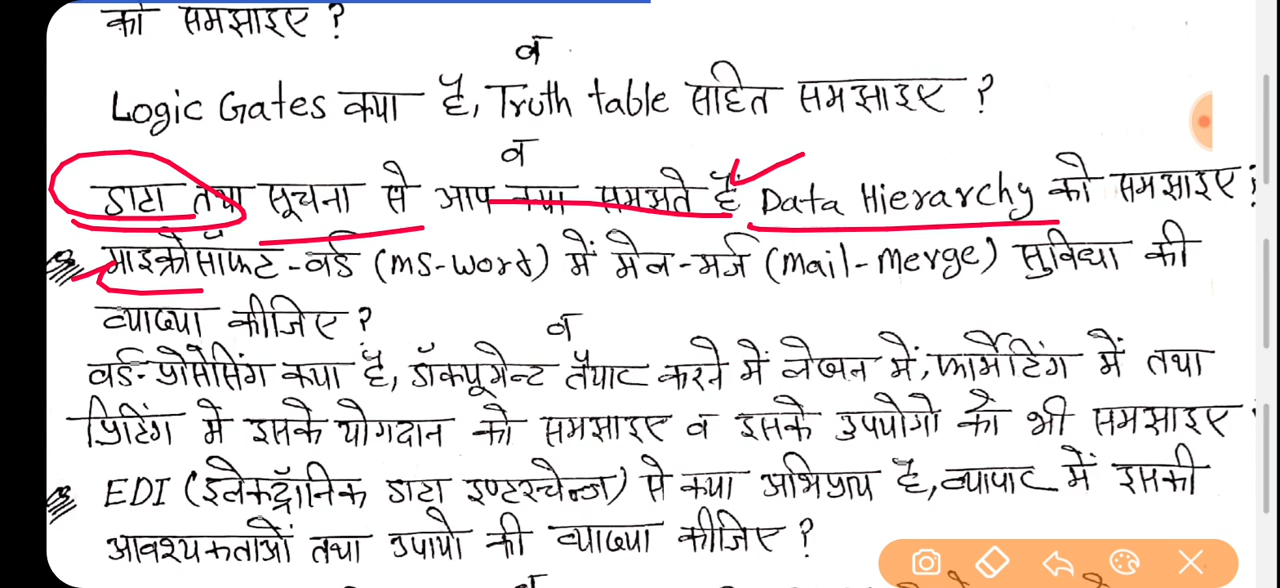 को समझाइए ?
व
Logic Gates क्या है, Truth table सहित समझाइए ?
व
डाटा तथा सूचना से आप क्या समझते है Data Hierarchy को समझाइए ?
माइक्रोसॉफ्ट-वर्ड (MS-Word) में मेल-मर्ज (Mail-Merge) सुविधा की
व्याख्या कीजिए ?
व
वर्ड-प्रोसेसिंग क्या है, डॉक्यूमेन्ट तैयार करने में लेखन में, फार्मेटिंग में तथा
प्रिटिंग में इसके योगदान को समझाइए व इसके उपयोगो को भी समझाइए
EDI (इलेक्ट्रॉनिक डाटा इण्टरचेन्ज) से क्या अभिप्राय है, व्यापार में इसकी
आवश्यकताओं तथा उपायो की व्याख्या कीजिए ?
व